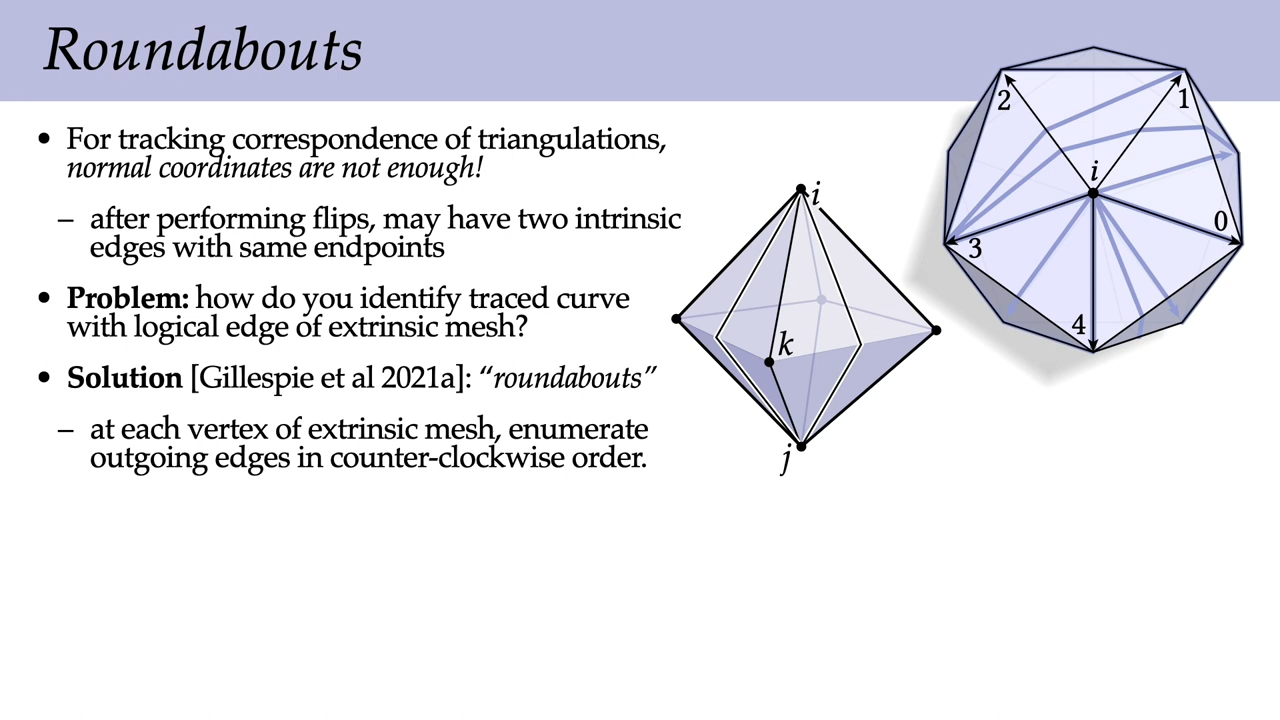 Roundabouts
• For tracking correspondence of triangulations,
normal coordinates are not enough!
– after performing flips, may have two intrinsic
edges with same endpoints
• Problem: how do you identify traced curve
with logical edge of extrinsic mesh?
• Solution [Gillespie et al 2021a]: “roundabouts”
– at each vertex of extrinsic mesh, enumerate
outgoing edges in counter-clockwise order.
i
k
j
2
1
i
0
3
4